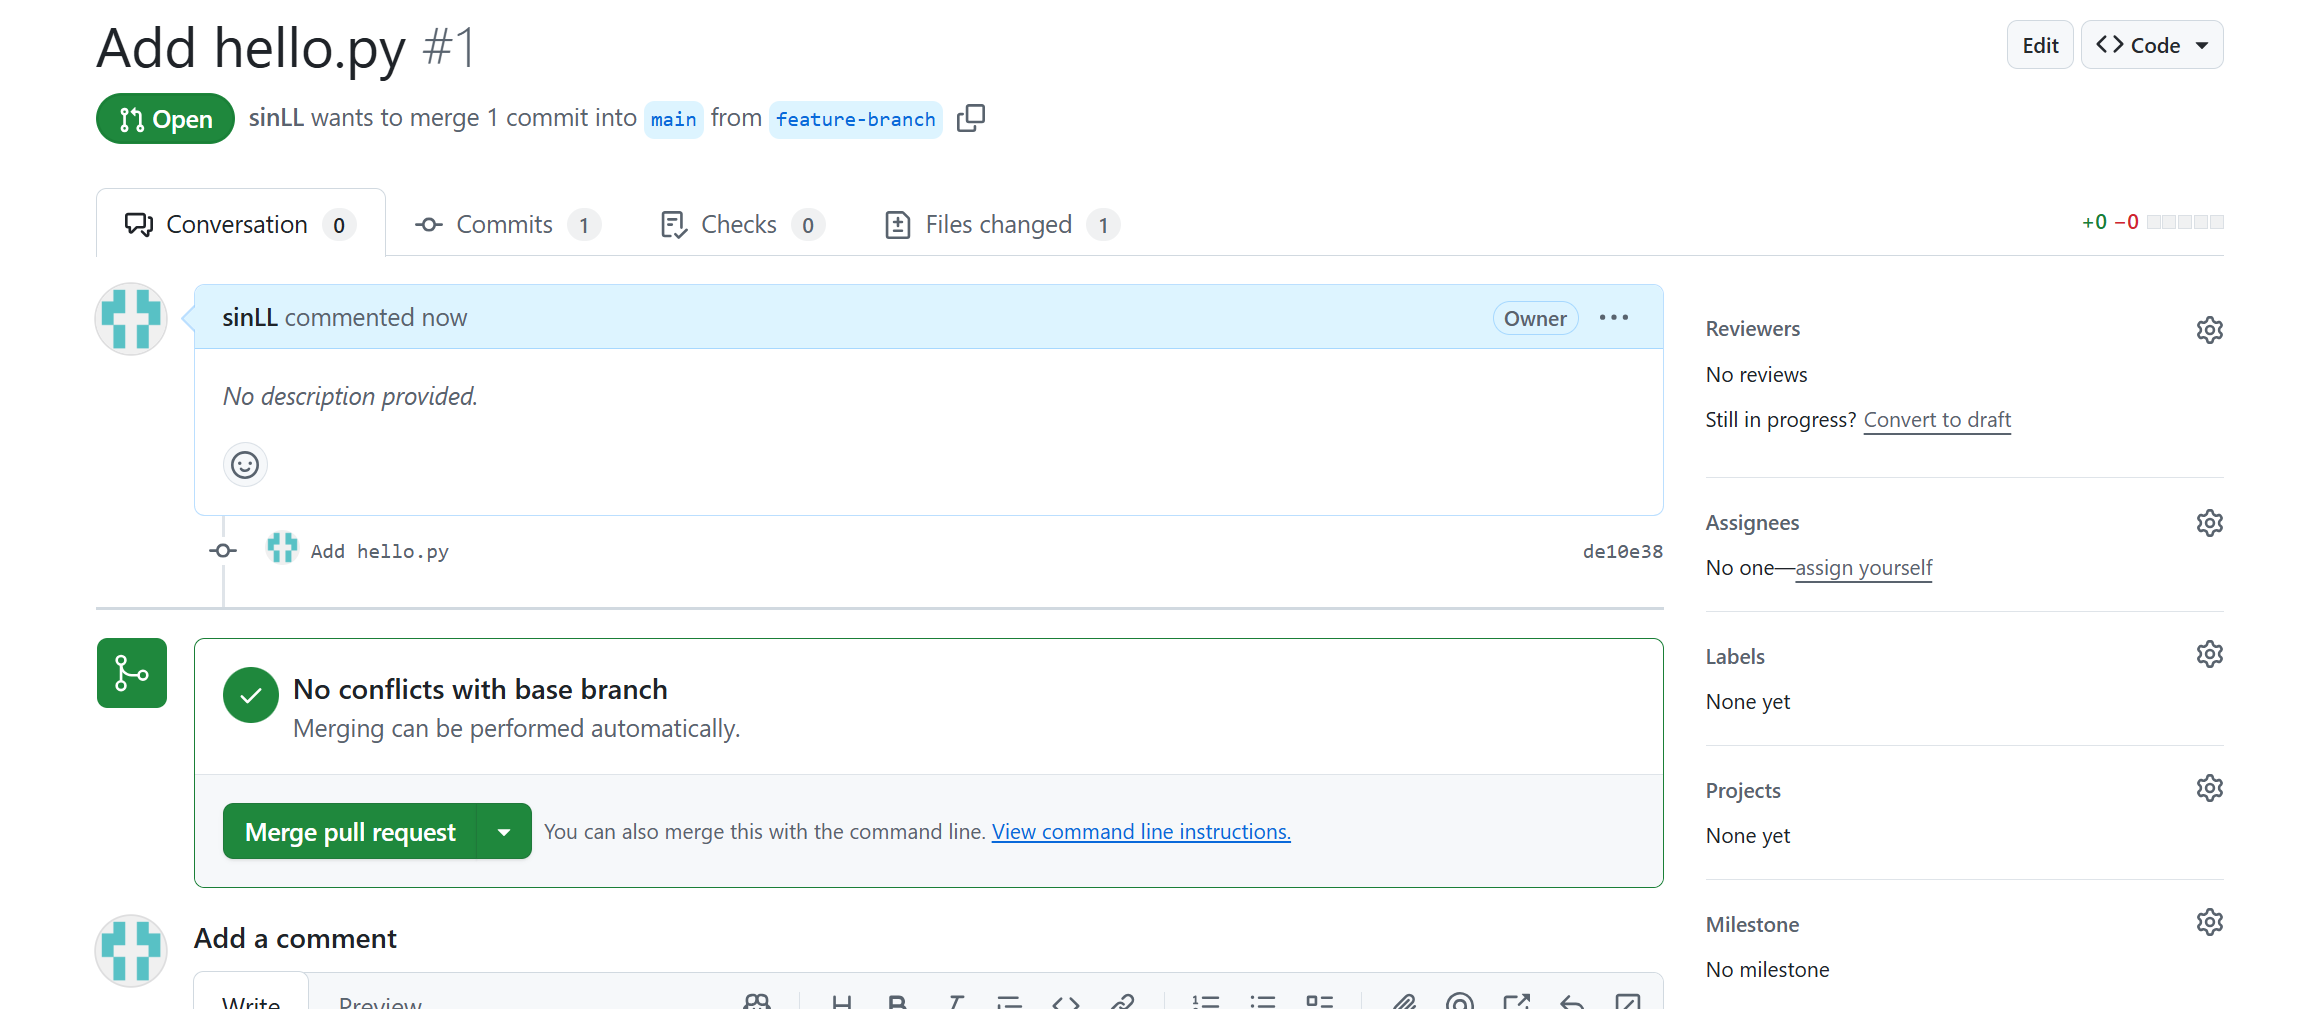 Add hello.py #1
Edit
Code
Open
sinLL wants to merge 1 commit into main from feature-branch
Conversation 0
Commits 1
Checks 0
Files changed 1
+0 −0
sinLL commented now
Owner
No description provided.
Add hello.py
de10e38
No conflicts with base branch
Merging can be performed automatically.
Merge pull request
You can also merge this with the command line. View command line instructions.
Add a comment
Write
Preview
Reviewers
No reviews
Still in progress? Convert to draft
Assignees
No one—assign yourself
Labels
None yet
Projects
None yet
Milestone
No milestone